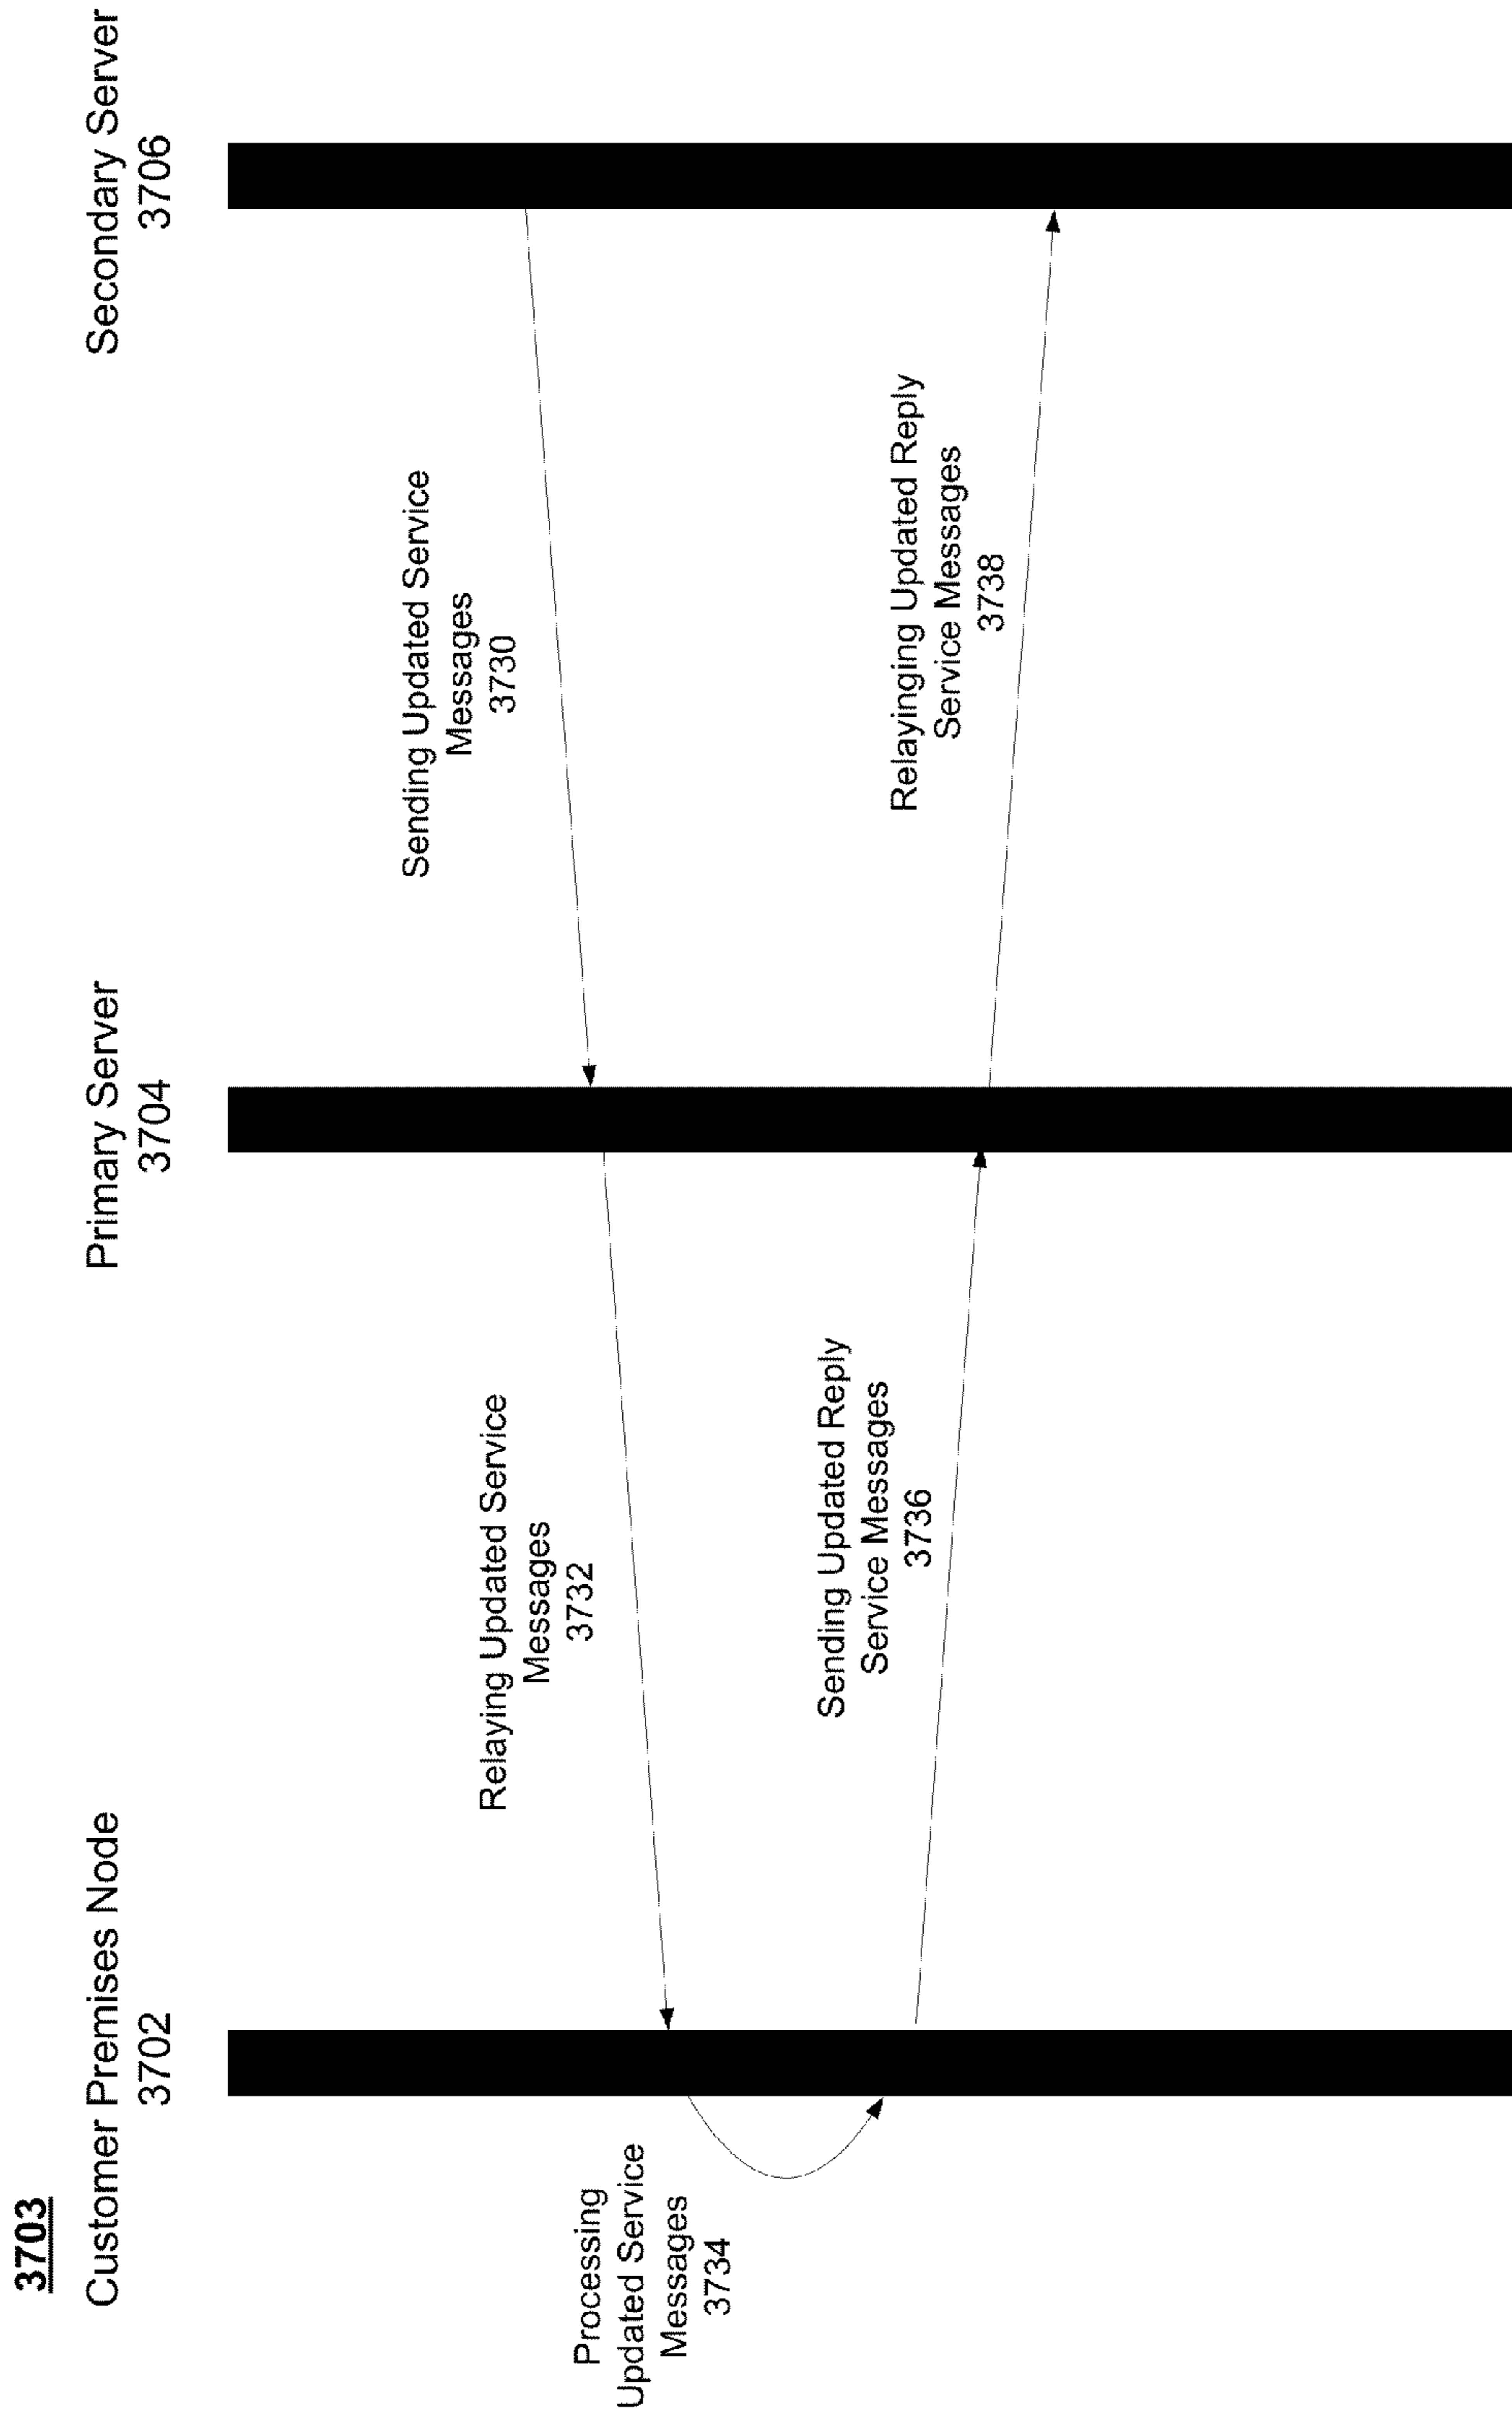 3703
Customer Premises Node
3702
Primary Server
3704
Secondary Server
3706
Sending Updated Service
Messages
3730
Relaying Updated Service
Messages
3732
Processing
Updated Service
Messages
3734
Sending Updated Reply
Service Messages
3736
Relayinging Updated Reply
Service Messages
3738